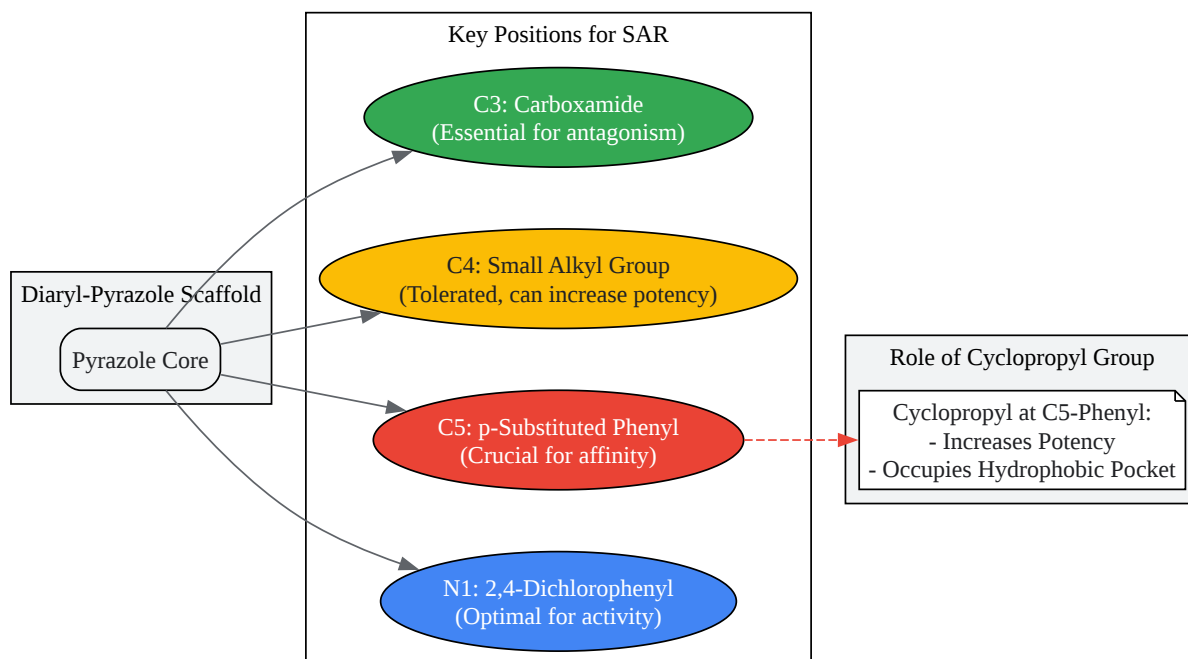 Key Positions for SAR
C3: Carboxamide
(Essential for antagonism)
C4: Small Alkyl Group
(Tolerated, can increase potency)
Diaryl-Pyrazole Scaffold
Pyrazole Core
C5: p-Substituted Phenyl
(Crucial for affinity)
Role of Cyclopropyl Group
Cyclopropyl at C5-Phenyl:
- Increases Potency
- Occupies Hydrophobic Pocket
N1: 2,4-Dichlorophenyl
(Optimal for activity)